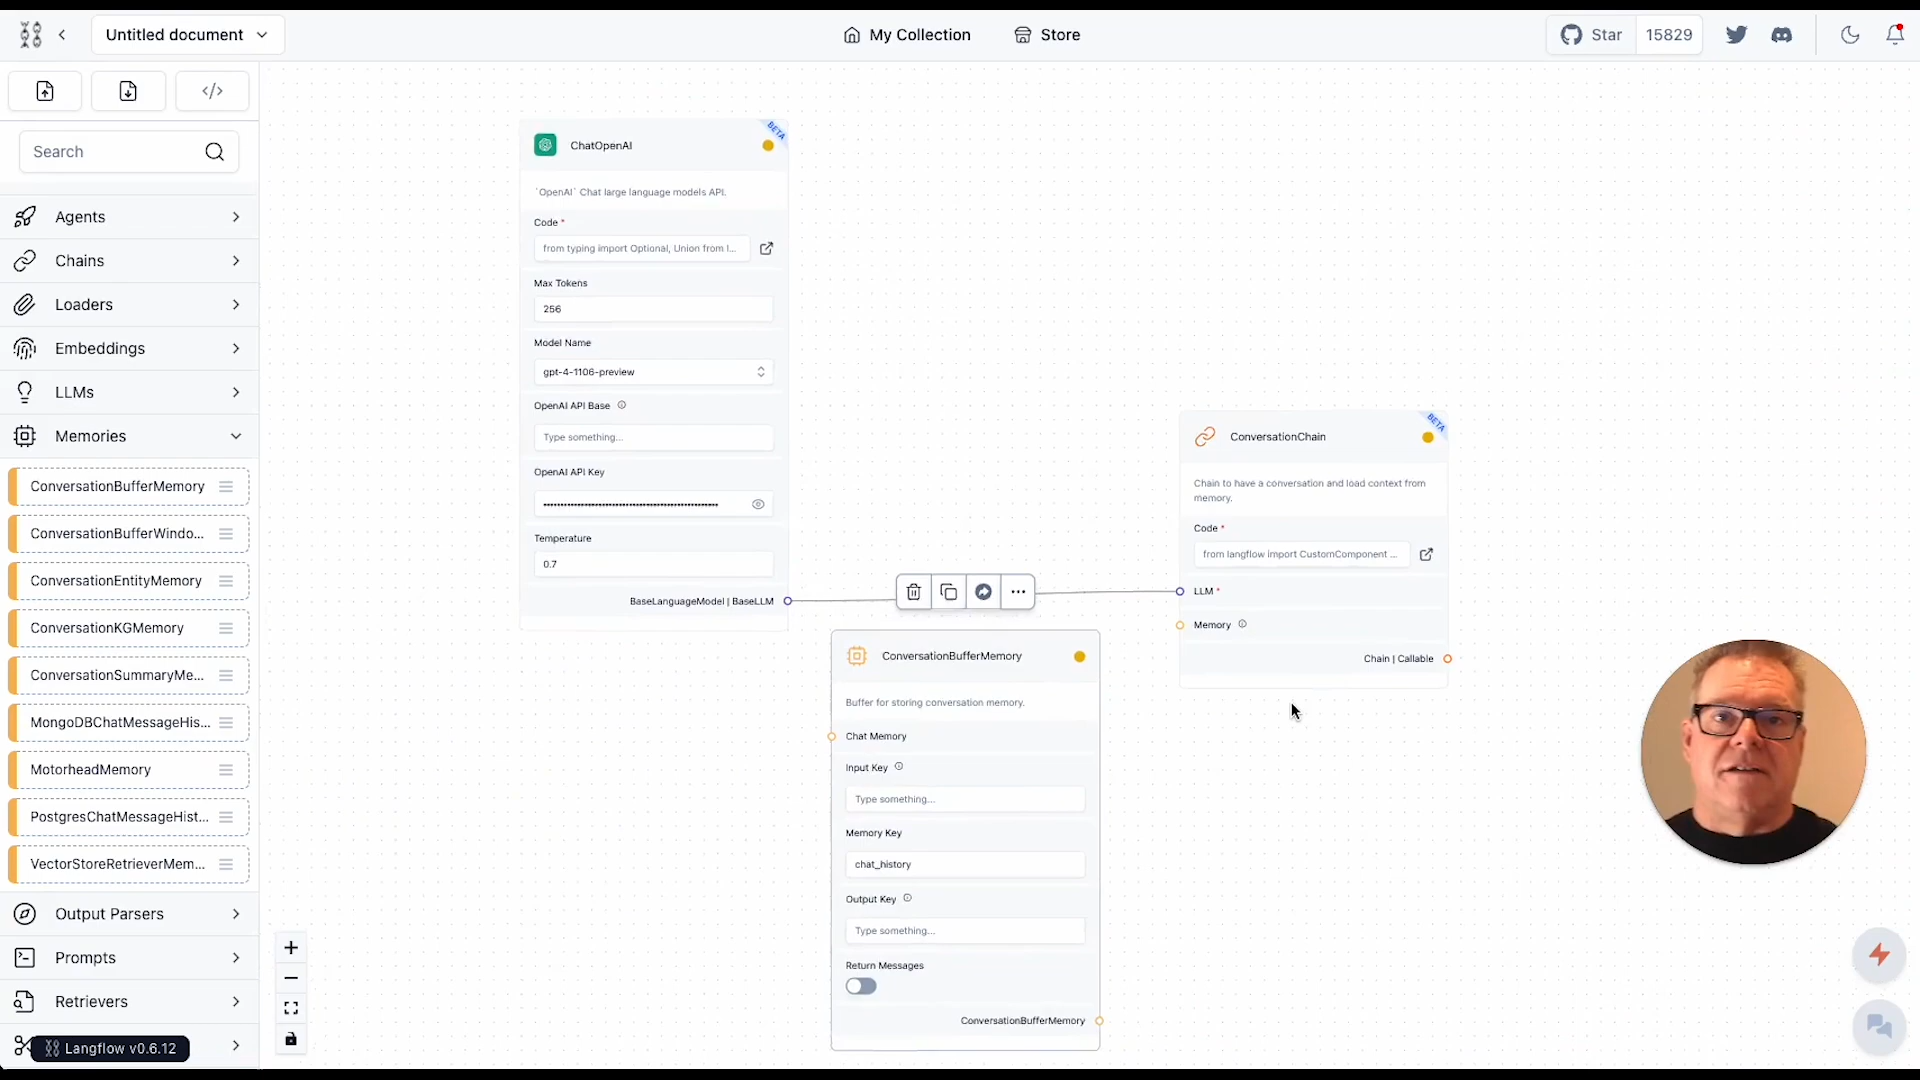 Untitled document
My Collection
Store
Star
15829
Search
Agents
Chains
Loaders
Embeddings
LLMs
Memories
ConversationBufferMemory
ConversationBufferWindo...
ConversationEntityMemory
ConversationKGMemory
ConversationSummaryMe...
MongoDBChatMessageHis...
MotorheadMemory
PostgresChatMessageHist...
VectorStoreRetrieverMem...
Output Parsers
Prompts
Retrievers
Langflow v0.6.12
BETA
ChatOpenAI
`OpenAI` Chat large language models API.
Code *
from typing import Optional, Union from l...
Max Tokens
256
Model Name
gpt-4-1106-preview
OpenAI API Base
Type something...
OpenAI API Key
Temperature
0.7
BaseLanguageModel | BaseLLM
ConversationBufferMemory
Buffer for storing conversation memory.
Chat Memory
Input Key
Type something...
Memory Key
chat_history
Output Key
Type something...
Return Messages
ConversationBufferMemory
BETA
ConversationChain
Chain to have a conversation and load context from
memory.
Code *
from langflow import CustomComponent ...
LLM *
Memory
Chain | Callable